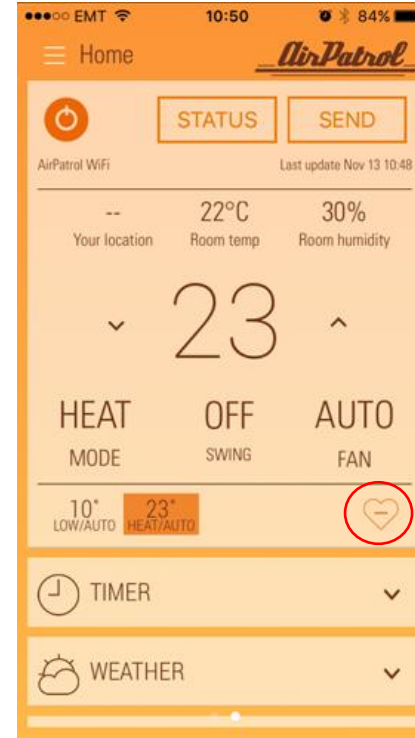 EMT 10:50 84%
Home AirPatrol
STATUS SEND
AirPatrol WiFi Last update Nov 13 10:48
-- 22°C 30%
Your location Room temp Room humidity
23
HEAT OFF AUTO
MODE SWING FAN
10° 23°
LOW/AUTO HEAT/AUTO
TIMER
WEATHER